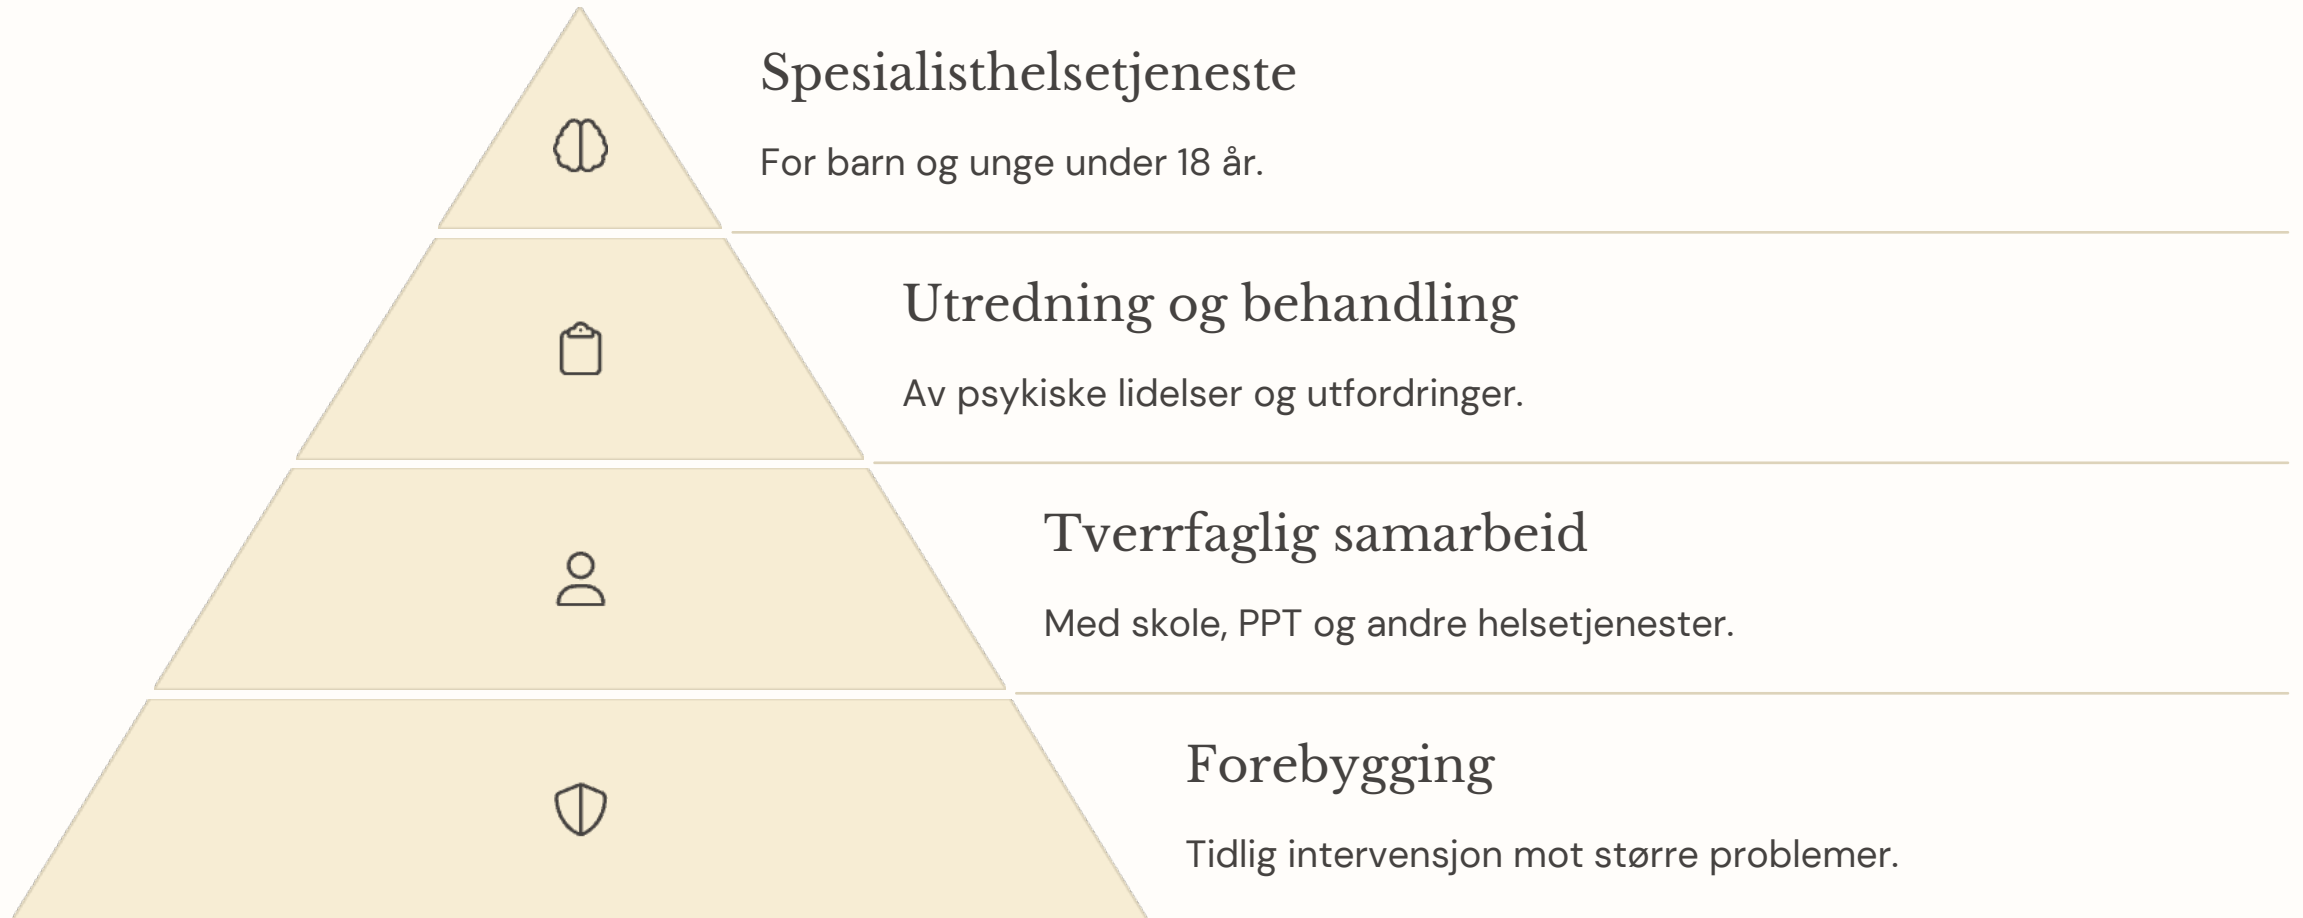 Spesialisthelsetjeneste
For barn og unge under 18 år.
Utredning og behandling
Av psykiske lidelser og utfordringer.
Tverrfaglig samarbeid
Med skole, PPT og andre helsetjenester.
Forebygging
Tidlig intervensjon mot større problemer.